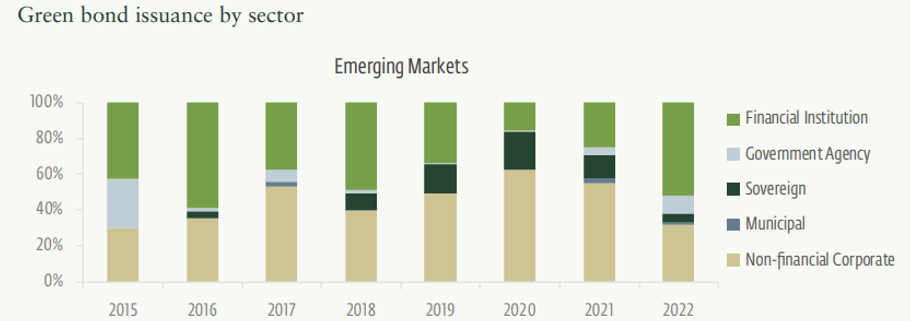 Green bond issuance by sector
Emerging Markets
100%
80%
60%
40%
20%
0%
2015 2016 2017 2018 2019 2020 2021 2022
Financial Institution
Government Agency
Sovereign
Municipal
Non-financial Corporate